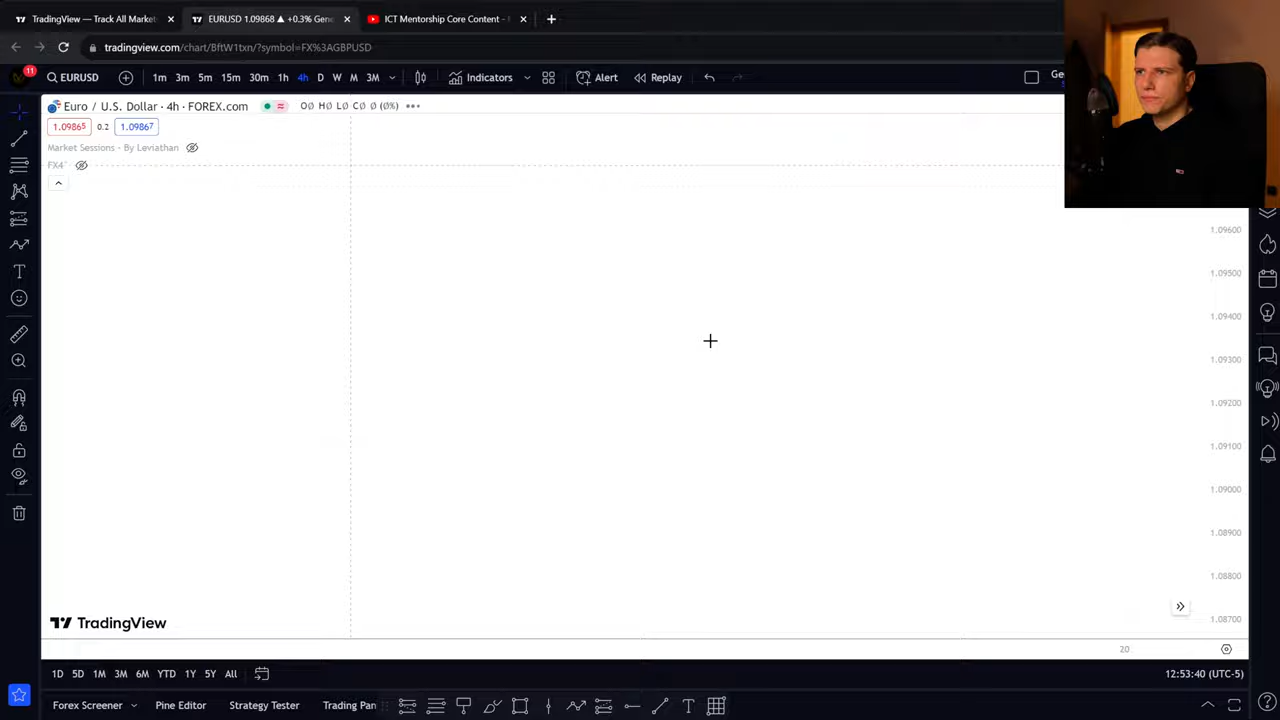 TradingView — Track All Market
EURUSD 1.09868 ▲ +0.3% Gene
ICT Mentorship Core Content -
tradingview.com/chart/BftW1txn/?symbol=FX%3AGBPUSD
11
EURUSD
1m 3m 5m 15m 30m 1h 4h D W M 3M
Indicators
Alert
Replay
Euro / U.S. Dollar · 4h · FOREX.com
O∅ H∅ L∅ C∅ ∅ (∅%)
1.09865 0.2 1.09867
Market Sessions - By Leviathan
FX4
1.09600
1.09500
1.09400
1.09300
1.09200
1.09100
1.09000
1.08900
1.08800
1.08700
TradingView
20
1D 5D 1M 3M 6M YTD 1Y 5Y All
12:53:40 (UTC-5)
Forex Screener
Pine Editor
Strategy Tester
Trading Pan